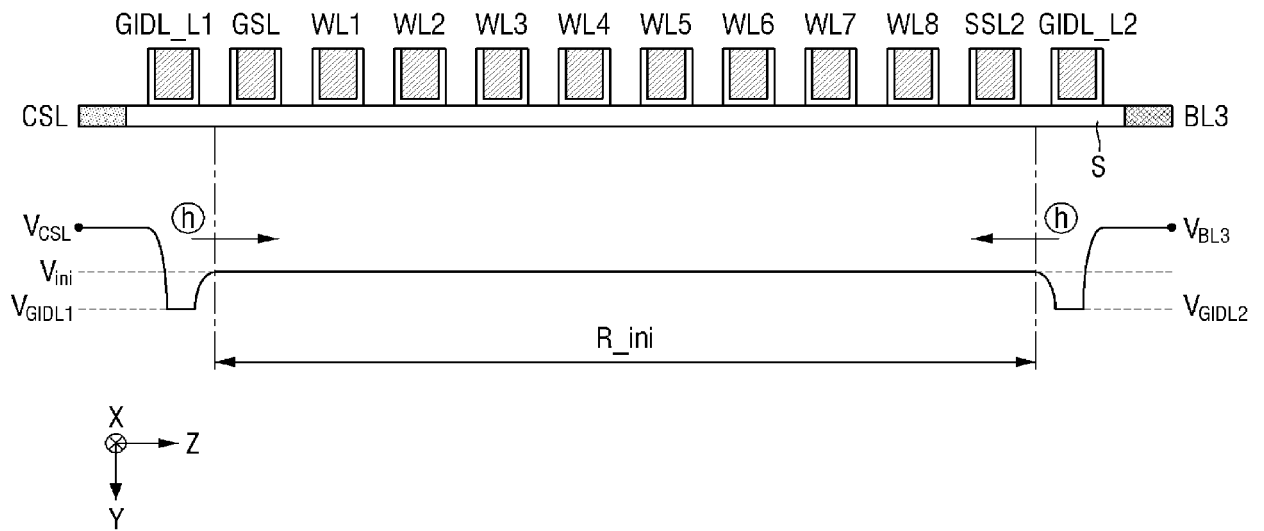 GIDL_L1 GSL WL1 WL2 WL3 WL4 WL5 WL6 WL7 WL8 SSL2 GIDL_L2
CSL BL3
S
h h
VCSL VBL3
Vini
VGIDL1 VGIDL2
R_ini
X
Z
Y